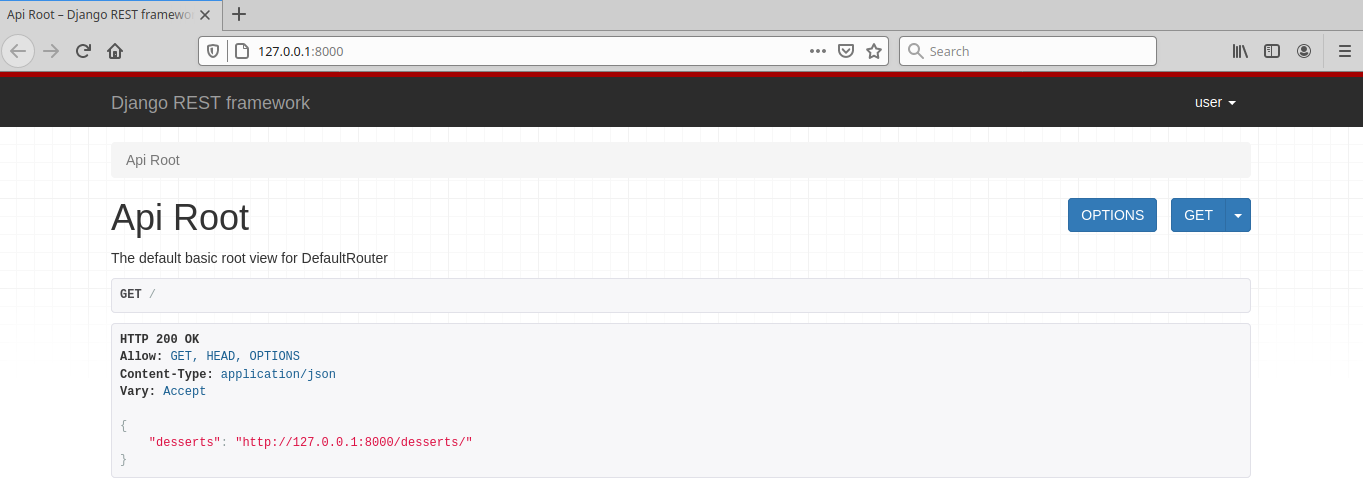 Api Root – Django REST framewo
127.0.0.1:8000
Search
Django REST framework
user
Api Root
Api Root
OPTIONS
GET
The default basic root view for DefaultRouter
GET /
HTTP 200 OK
Allow: GET, HEAD, OPTIONS
Content-Type: application/json
Vary: Accept
{
    "desserts": "http://127.0.0.1:8000/desserts/"
}